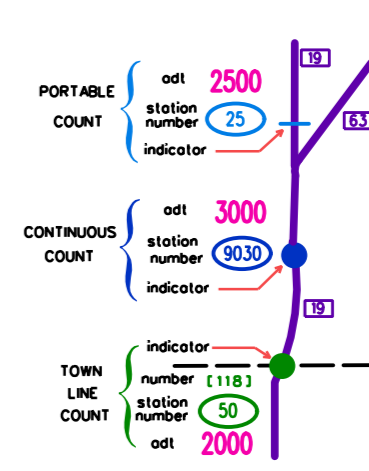 19
adt 2500
PORTABLE COUNT
station number 25
63
indicator
adt 3000
CONTINUOUS COUNT
station number 9030
indicator
19
indicator
TOWN LINE COUNT
number [118]
station number 50
adt 2000